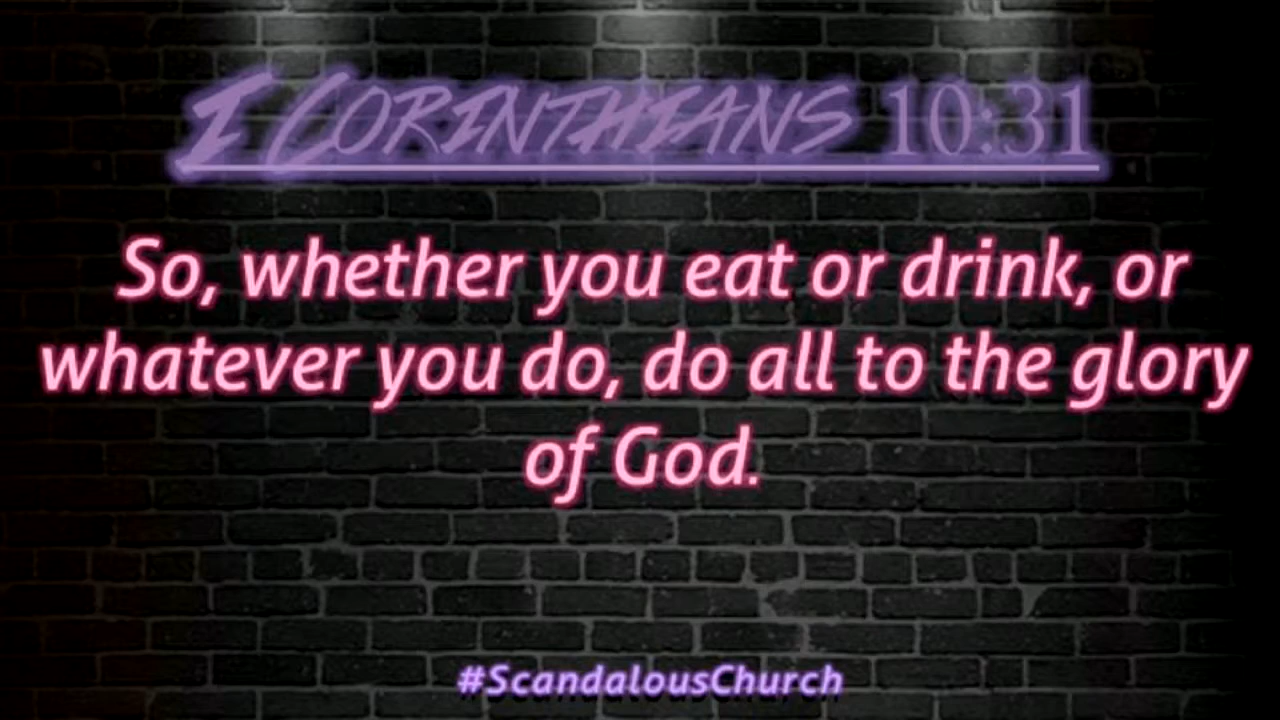 I CORINTHIANS 10:31
So, whether you eat or drink, or
whatever you do, do all to the glory
of God.
#ScandalousChurch